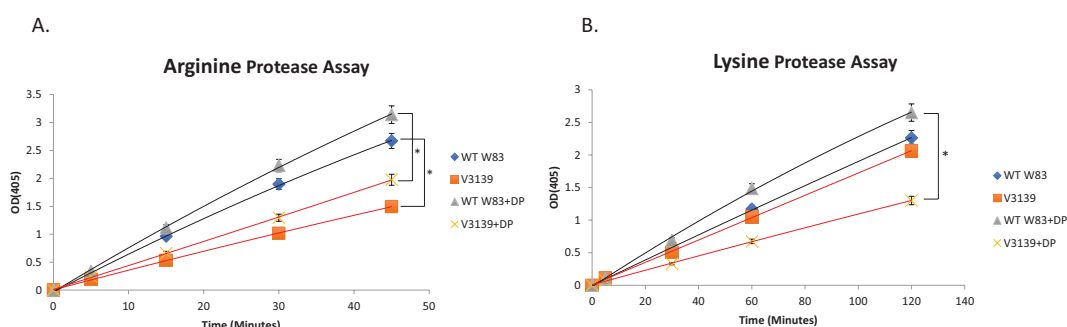 A.
Arginine Protease Assay
OD(405)
3.5
3
2.5
2
1.5
1
0.5
0
0 10 20 30 40 50
Time (Minutes)
*
*
WT W83
V3139
WT W83+DP
V3139+DP
B.
Lysine Protease Assay
OD(405)
3
2.5
2
1.5
1
0.5
0
0 20 40 60 80 100 120 140
Time (Minutes)
*
WT W83
V3139
WT W83+DP
V3139+DP